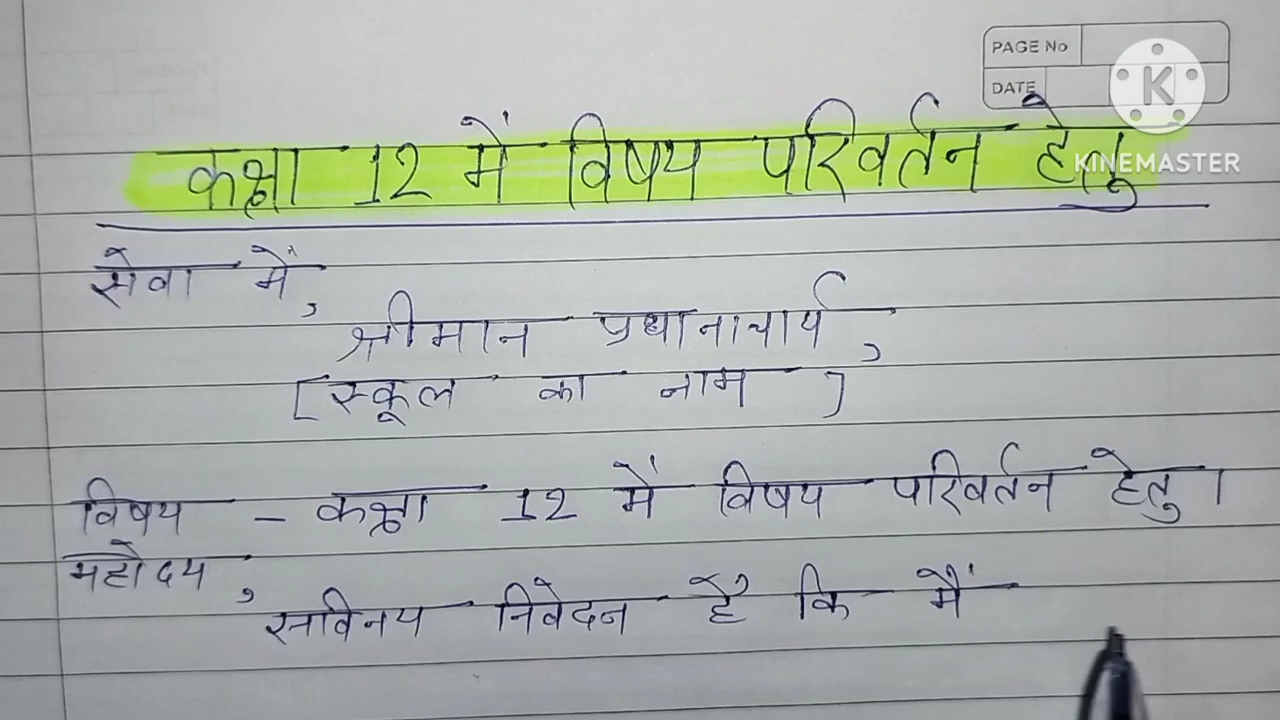 PAGE No
DATE
K
KINEMASTER
कक्षा 12 में विषय परिवर्तन हेतु
सेवा में,
श्रीमान प्रधानाचार्य,
[स्कूल का नाम]
विषय - कक्षा 12 में विषय परिवर्तन हेतु।
महोदय,
सविनय निवेदन है कि मैं